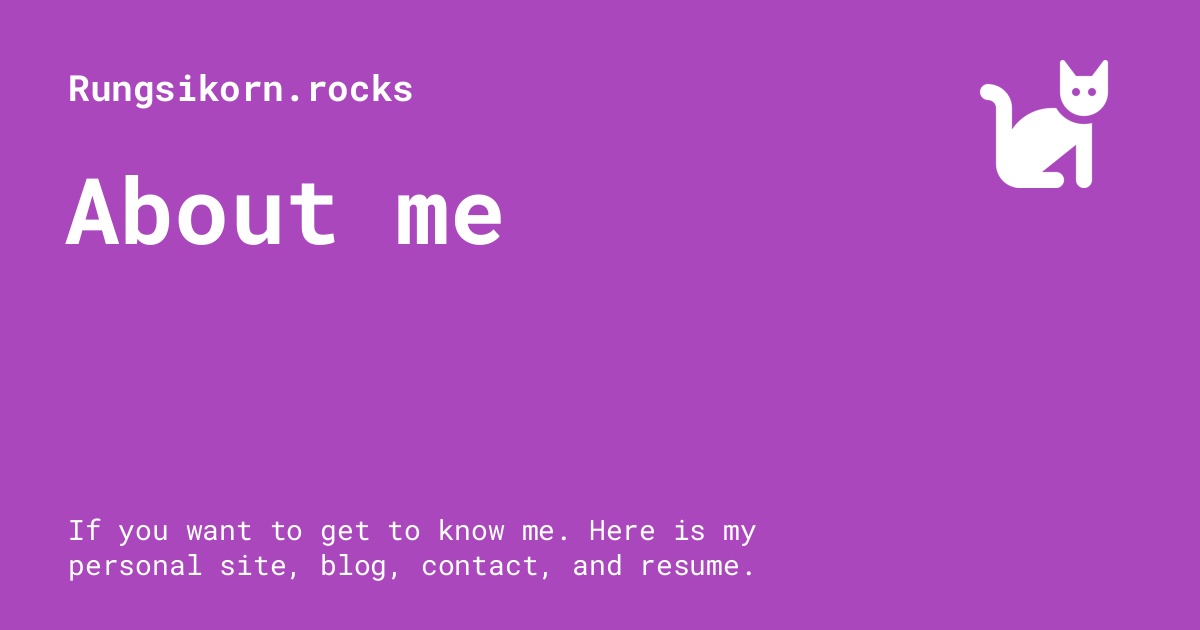 Rungsikorn.rocks
About me
If you want to get to know me. Here is my
personal site, blog, contact, and resume.